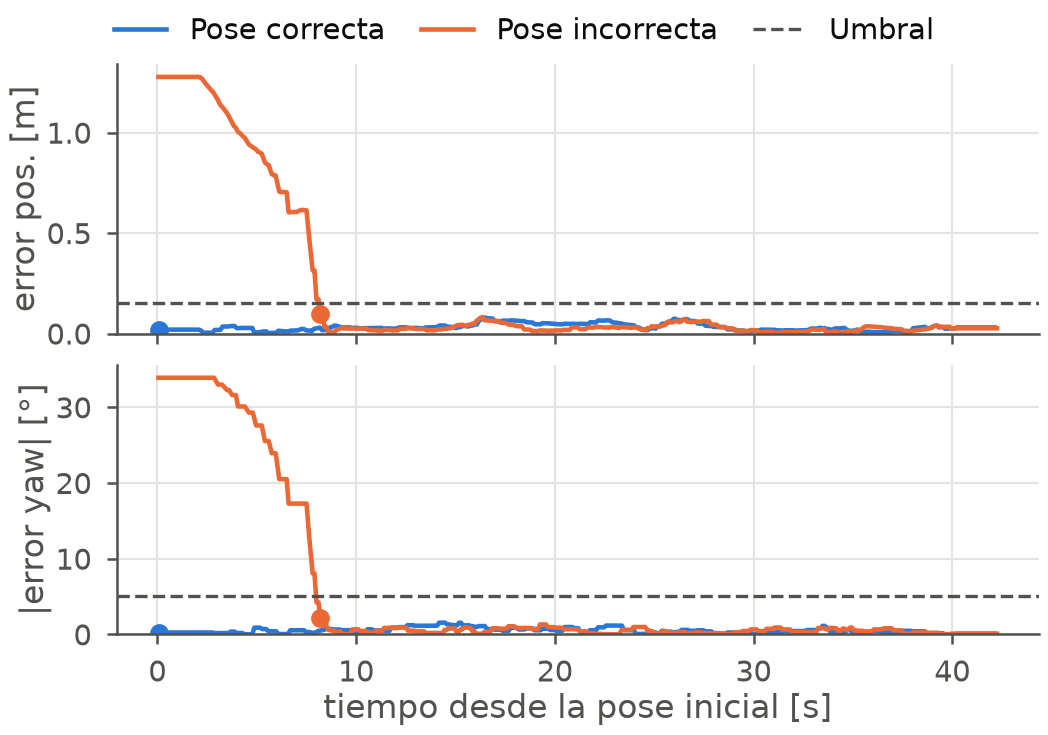 Pose correcta Pose incorrecta Umbral
error pos. [m]
1.0
0.5
0.0
|error yaw| [°]
30
20
10
0
0 10 20 30 40
tiempo desde la pose inicial [s]